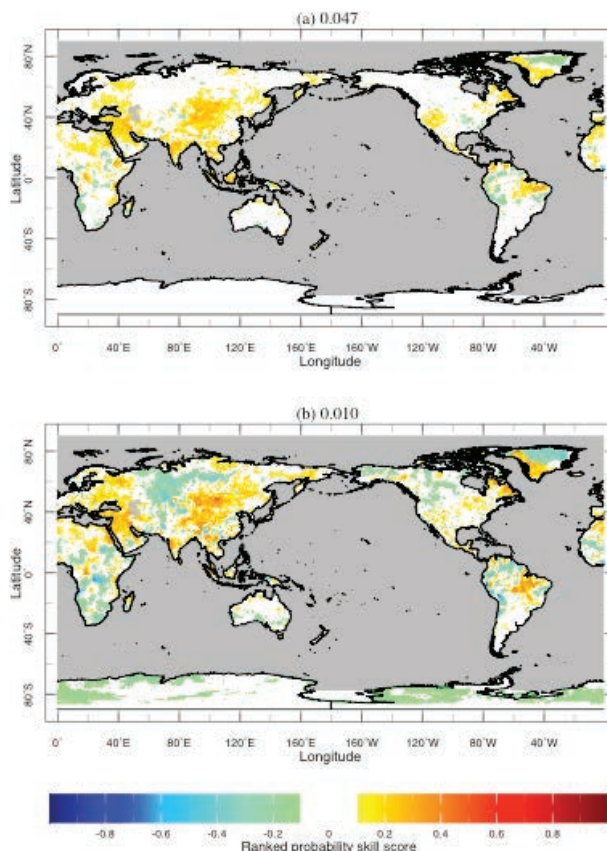 (a) 0.047
80˚N
40˚N
0˚
40˚S
80˚S
Latitude
0˚ 40˚E 80˚E 120˚E 160˚W 160˚W 120˚W 80˚W 40˚W
Longitude
(b) 0.010
80˚N
40˚N
0˚
40˚S
80˚S
Latitude
0˚ 40˚E 80˚E 120˚E 160˚W 160˚W 120˚W 80˚W 40˚W
Longitude
-0.8 -0.6 -0.4 -0.2 0 0.2 0.4 0.6 0.8
Ranked probability skill score